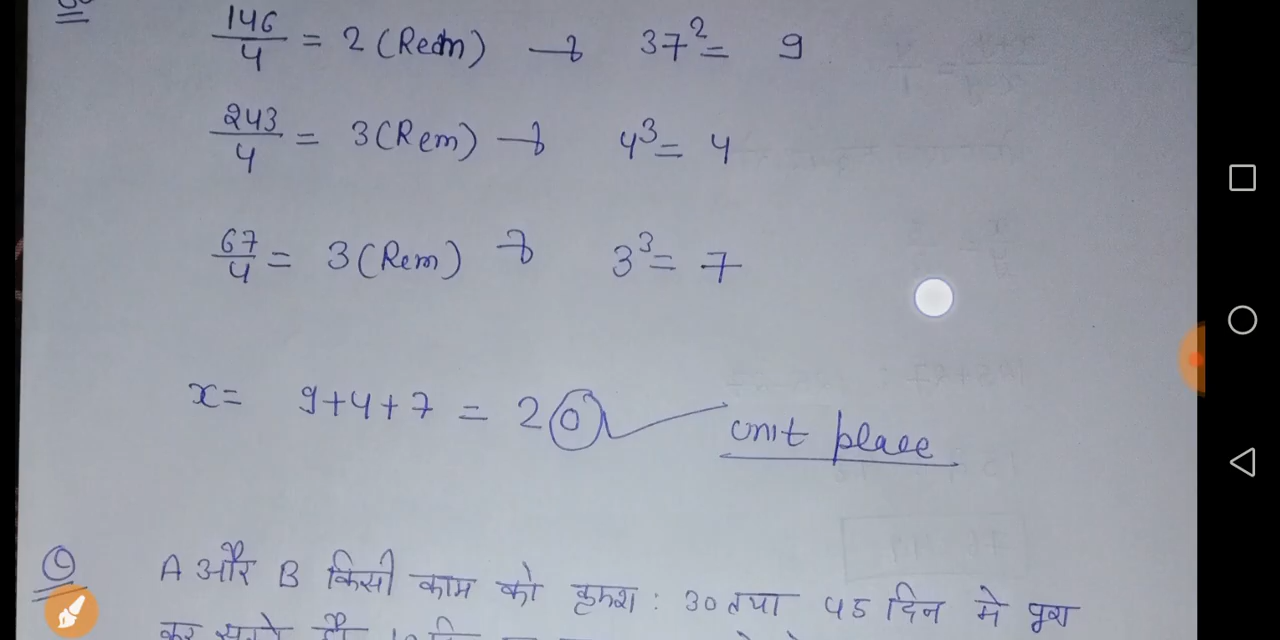 146/4 = 2 (Rem) → 37² = 9
243/4 = 3 (Rem) → 4³ = 4
67/4 = 3 (Rem) → 3³ = 7
x = 9+4+7 = 20 unit place
Q A और B किसी काम को क्रमश : 30 तथा 45 दिन मे पूरा